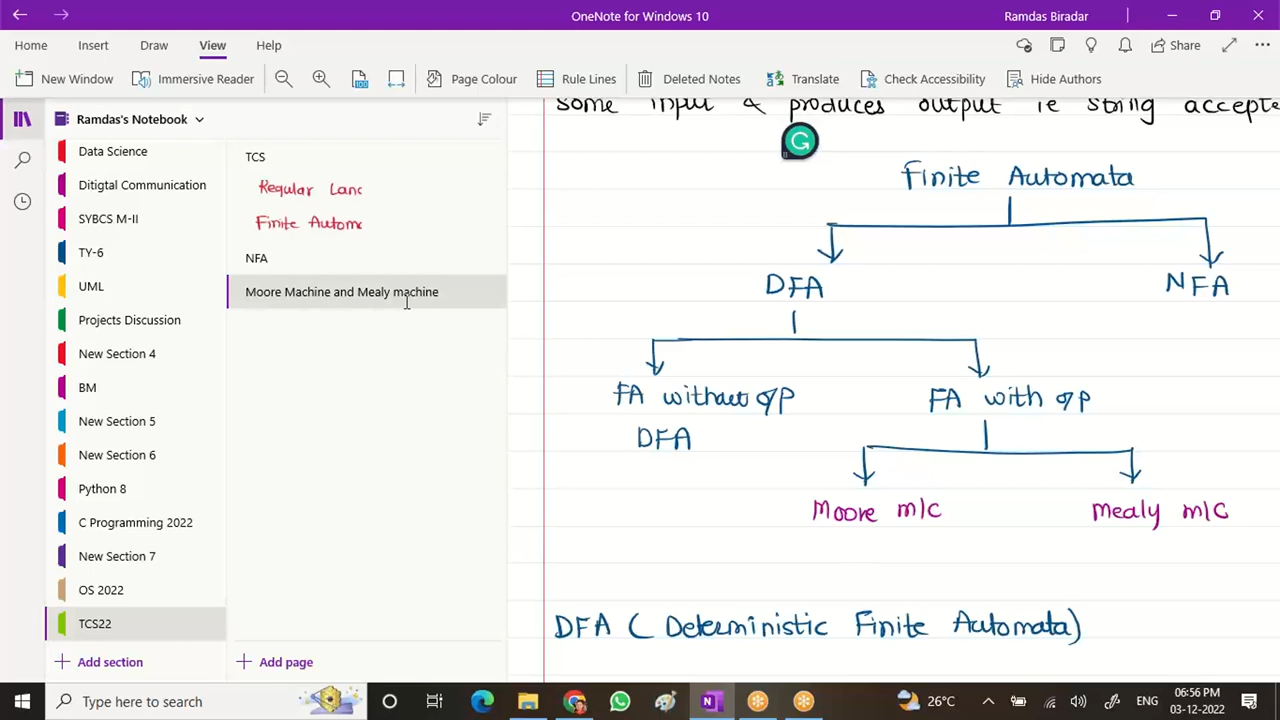 OneNote for Windows 10
Ramdas Biradar
Home Insert Draw View Help
Share
New Window Immersive Reader Page Colour Rule Lines Deleted Notes Translate Check Accessibility Hide Authors
Ramdas's Notebook
Data Science
Ditigtal Communication
SYBCS M-II
TY-6
UML
Projects Discussion
New Section 4
BM
New Section 5
New Section 6
Python 8
C Programming 2022
New Section 7
OS 2022
TCS22
Add section
TCS
Regular Lanc
Finite Autom
NFA
Moore Machine and Mealy machine
Add page
some input & produces output ie string accepte
Finite Automata
DFA NFA
FA without o/p FA with o/p
DFA
Moore m/c Mealy m/c
DFA ( Deterministic Finite Automata)
Type here to search
26°C
ENG
06:56 PM
03-12-2022